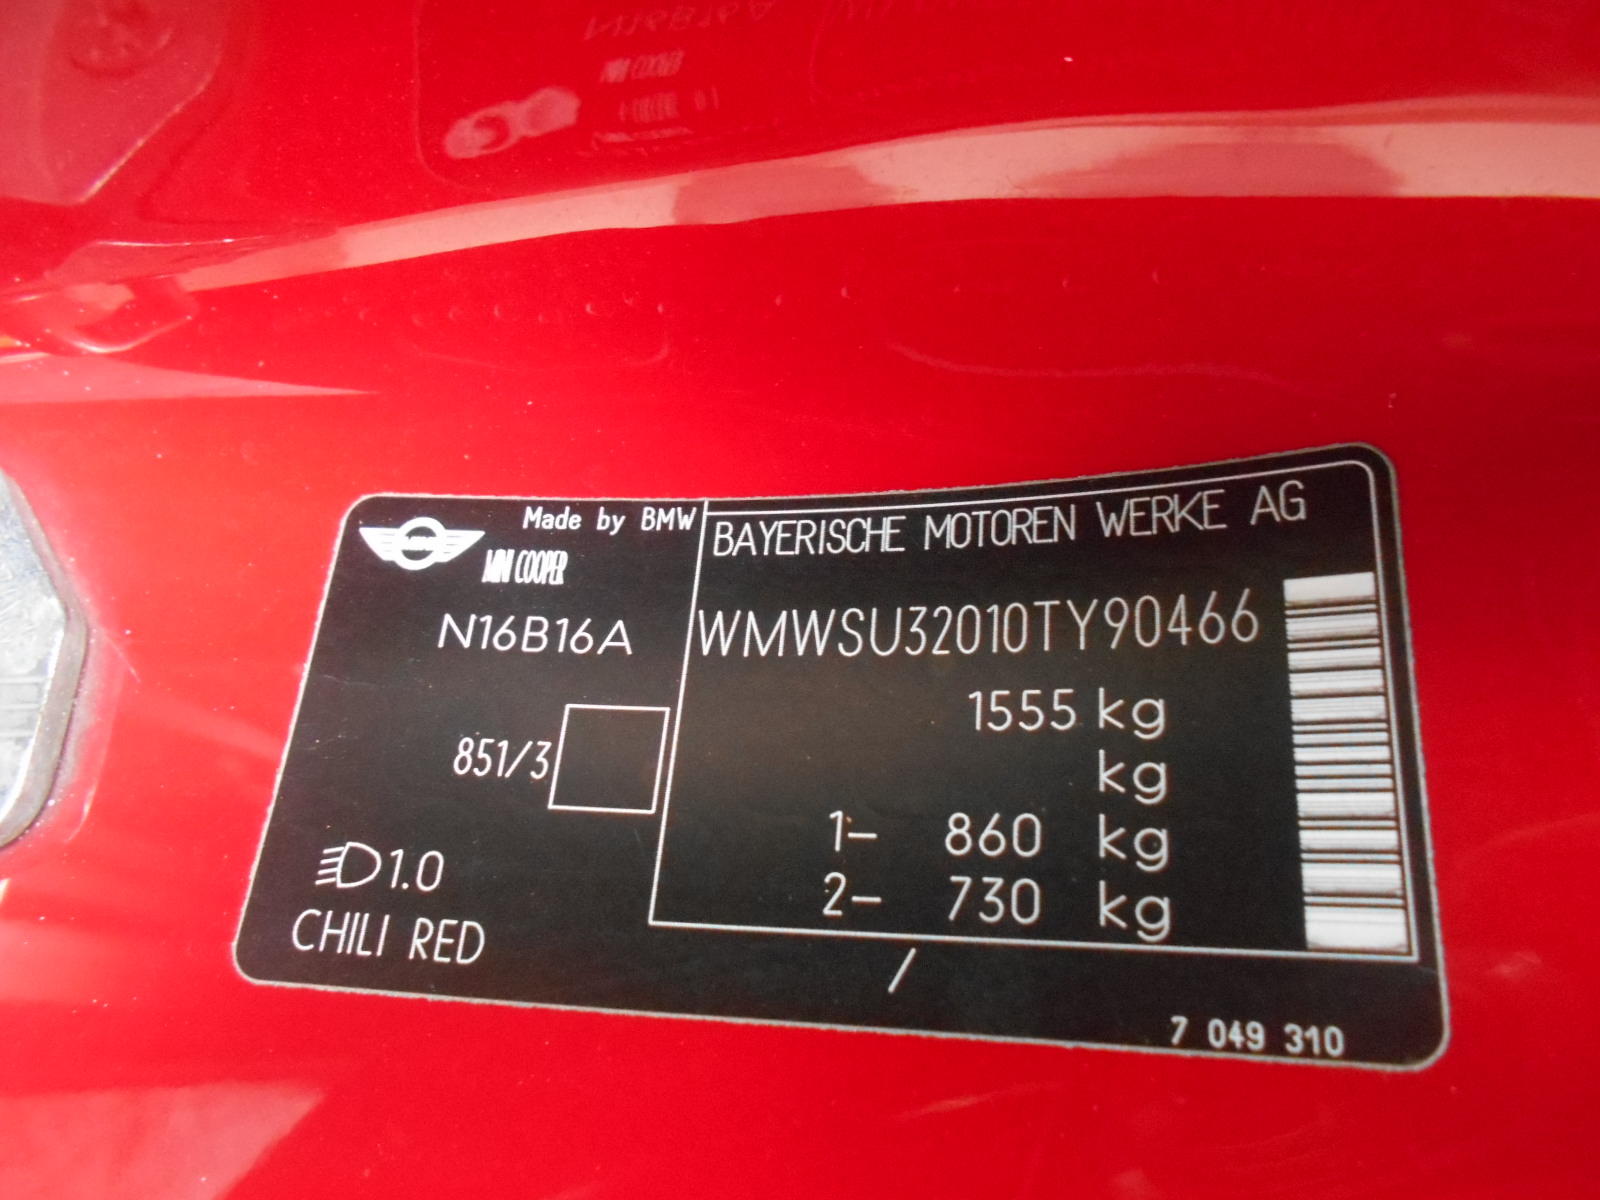 Made by BMW
MINI COOPER
N16B16A
851/3
1.0
CHILI RED
BAYERISCHE MOTOREN WERKE AG
WMWSU32010TY90466
1555 kg
kg
1- 860 kg
2- 730 kg
/
7 049 310